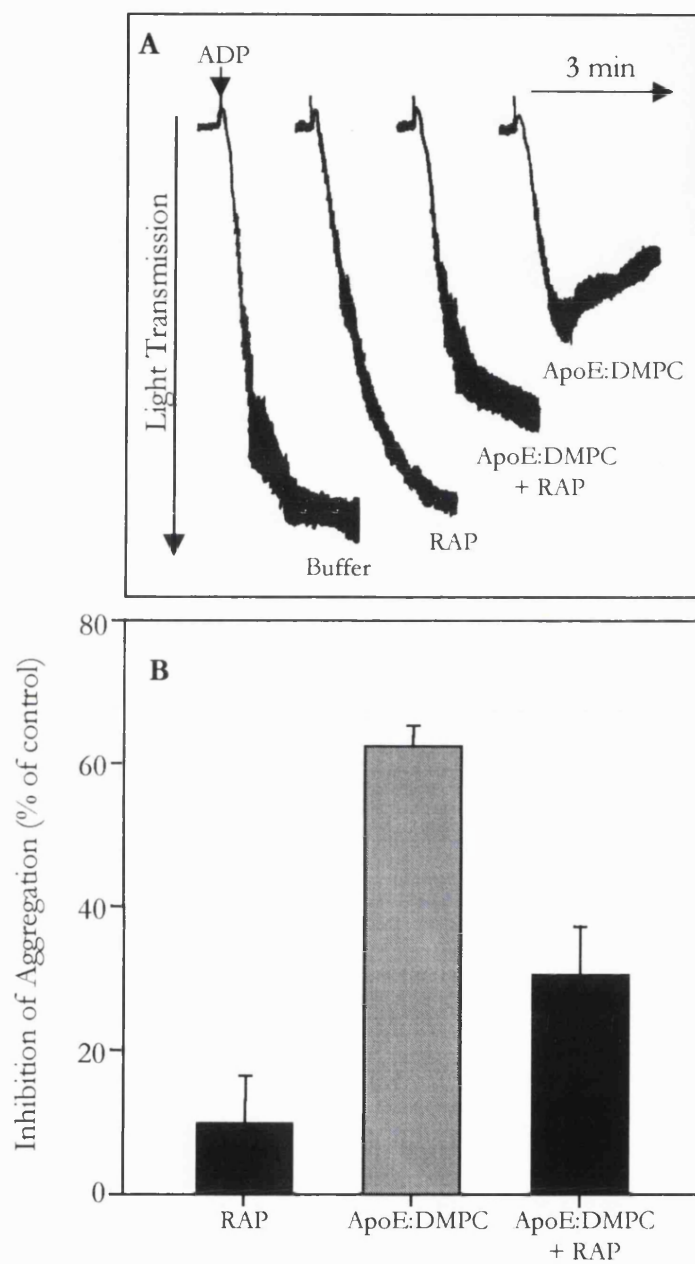 A
ADP
3 min
Light Transmission
ApoE:DMPC
ApoE:DMPC
+ RAP
RAP
Buffer
80
B
60
40
20
0
Inhibition of Aggregation (% of control)
RAP
ApoE:DMPC
ApoE:DMPC
+ RAP